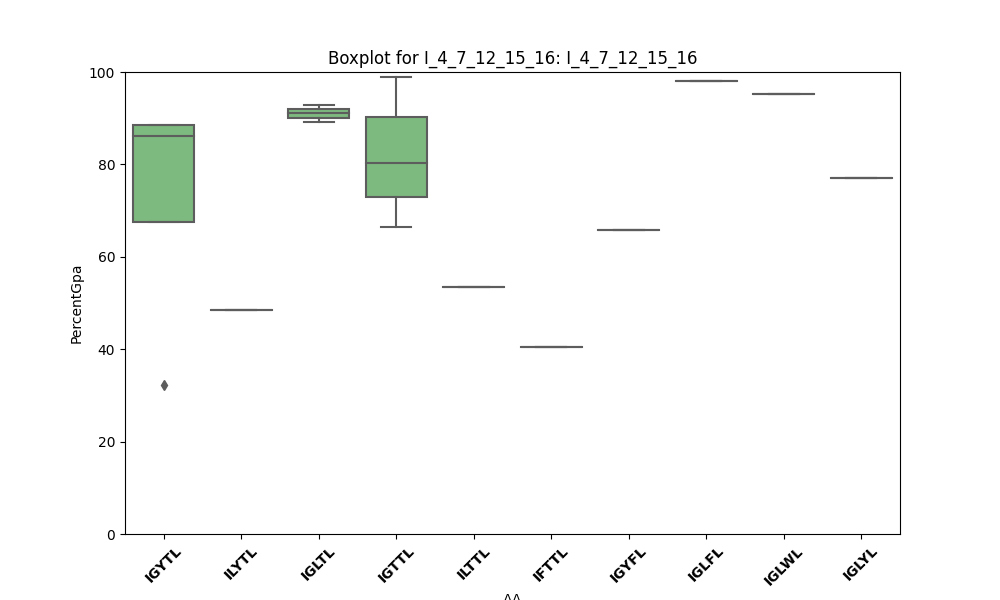 Boxplot for I_4_7_12_15_16: I_4_7_12_15_16
100
80
60
40
20
0
PercentGpa
IGYTL
ILYTL
IGLTL
IGTTL
ILTTL
IFTTL
IGYFL
IGLFL
IGLWL
IGLYL
AA